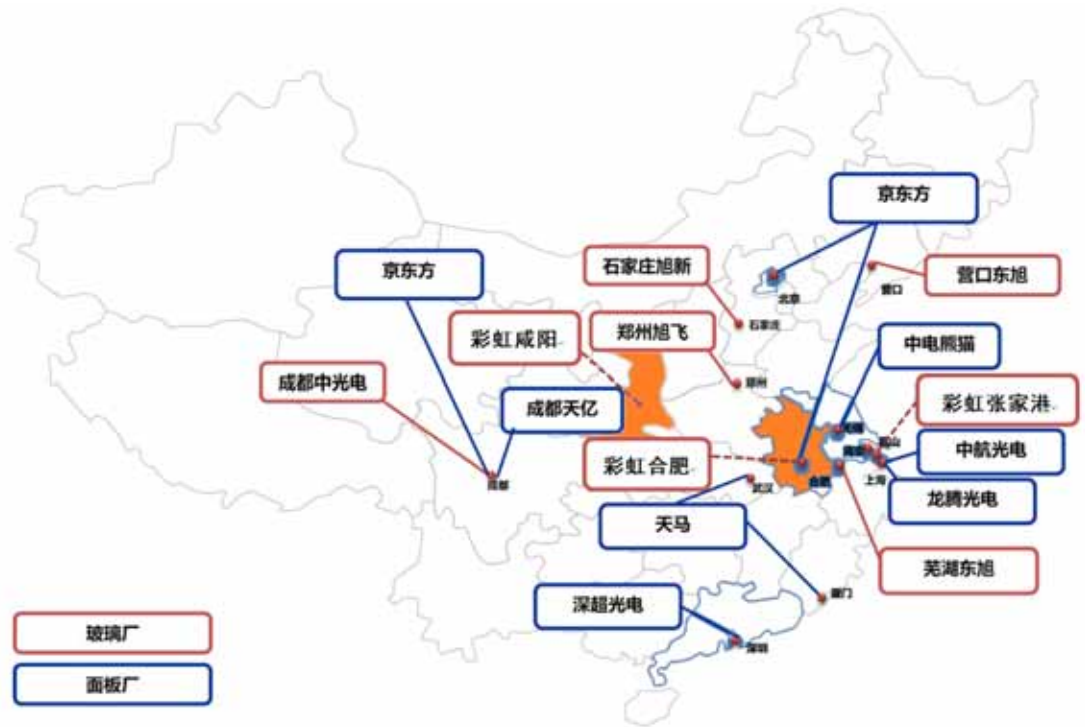 京东方
京东方
石家庄旭新
营口东旭
北京
营口
彩虹咸阳
郑州旭飞
石家庄
中电熊猫
成都中光电
成都天亿
郑州
彩虹张家港
彩虹合肥
中航光电
成都
武汉
合肥
上海
龙腾光电
天马
芜湖东旭
深超光电
厦门
深圳
玻璃厂
面板厂